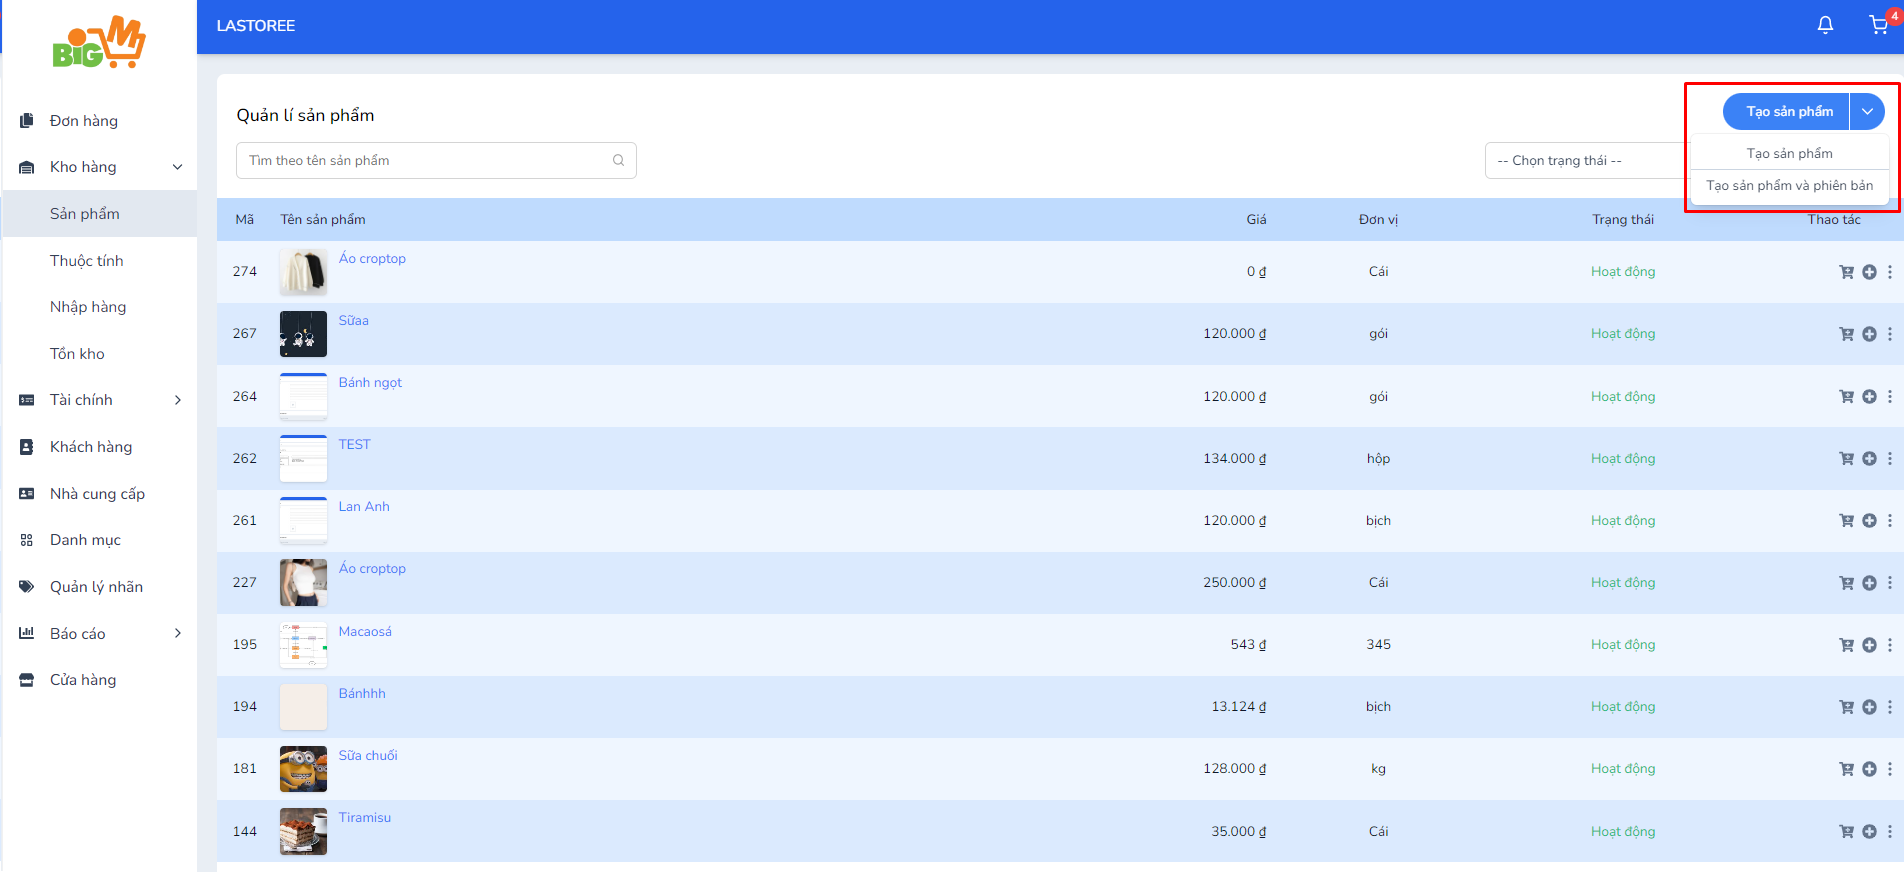 BIG M
LASTOREE
4
Đơn hàng
Kho hàng
Sản phẩm
Thuộc tính
Nhập hàng
Tồn kho
Tài chính
Khách hàng
Nhà cung cấp
Danh mục
Quản lý nhãn
Báo cáo
Cửa hàng
Quản lí sản phẩm
Tạo sản phẩm
Tạo sản phẩm
Tạo sản phẩm và phiên bản
Tìm theo tên sản phẩm
-- Chọn trạng thái --
Mã Tên sản phẩm Giá Đơn vị Trạng thái Thao tác
274 Áo croptop 0 ₫ Cái Hoạt động
267 Sữaa 120.000 ₫ gói Hoạt động
264 Bánh ngọt 120.000 ₫ gói Hoạt động
262 TEST 134.000 ₫ hộp Hoạt động
261 Lan Anh 120.000 ₫ bịch Hoạt động
227 Áo croptop 250.000 ₫ Cái Hoạt động
195 Macaosá 543 ₫ 345 Hoạt động
194 Bánhhh 13.124 ₫ bịch Hoạt động
181 Sữa chuối 128.000 ₫ kg Hoạt động
144 Tiramisu 35.000 ₫ Cái Hoạt động